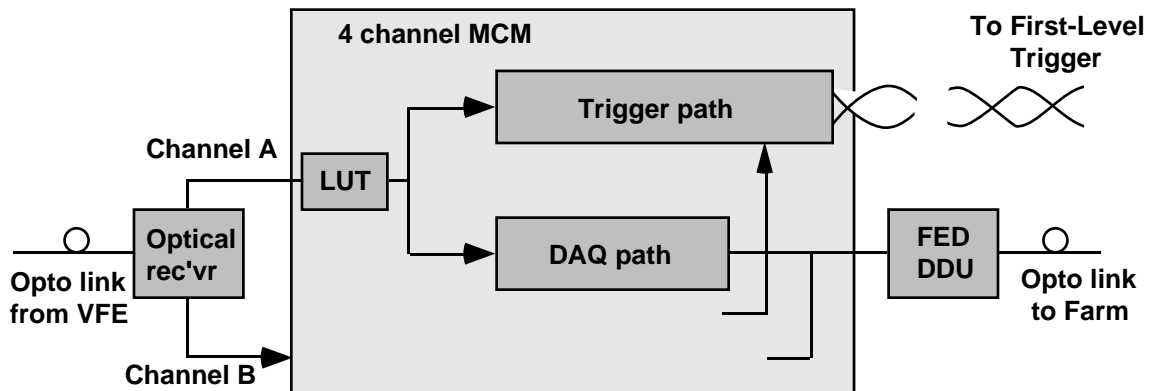 4 channel MCM
To First-Level
Trigger
Trigger path
Channel A
LUT
Optical
rec'vr
DAQ path
FED
DDU
Opto link
from VFE
Opto link
to Farm
Channel B